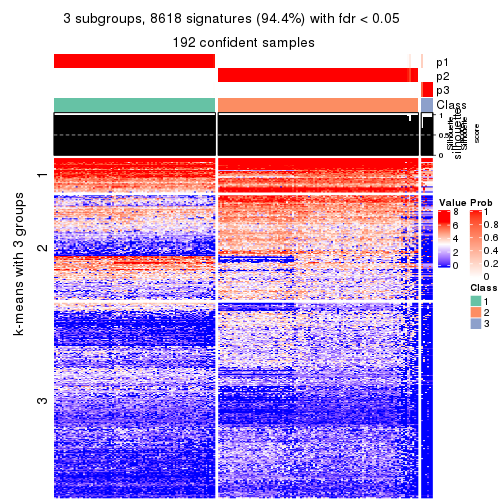 3 subgroups, 8618 signatures (94.4%) with fdr < 0.05
192 confident samples
p1
p2
p3
Class
1
0.5
0
silhouette
score
k-means with 3 groups
1
2
3
Value
8
6
4
2
0
Prob
1
0.8
0.6
0.4
0.2
0
Class
1
2
3